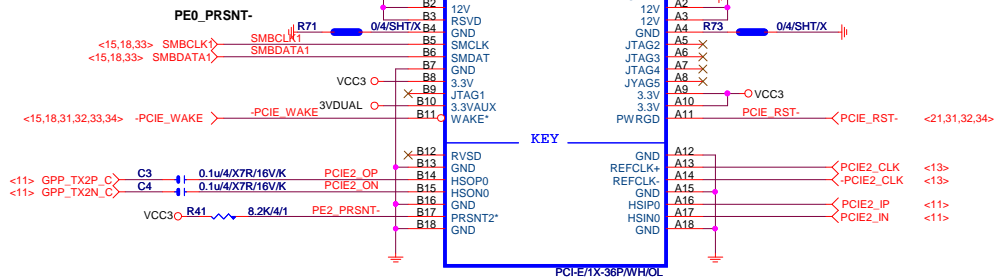 B2 12V 12V A2
B3 RSVD 12V A3
PE0_PRSNT-
R71 0/4/SHT/X B4 GND GND A4 R73 0/4/SHT/X
<15,18,33> SMBCLK1 SMBCLK1 B5 SMCLK JTAG2 A5
<15,18,33> SMBDATA1 SMBDATA1 B6 SMDAT JTAG3 A6
B7 GND JTAG4 A7
VCC3 B8 3.3V JYAG5 A8
B9 JTAG1 3.3V A9 VCC3
3VDUAL B10 3.3VAUX 3.3V A10
<15,18,31,32,33,34> -PCIE_WAKE -PCIE_WAKE B11 WAKE* PWRGD A11 PCIE_RST- PCIE_RST- <21,31,32,34>
KEY
B12 RVSD GND A12
B13 GND REFCLK+ A13 PCIE2_CLK <13>
<11> GPP_TX2P_C C3 0.1u/4/X7R/16V/K PCIE2_OP B14 HSOP0 REFCLK- A14 -PCIE2_CLK <13>
<11> GPP_TX2N_C C4 0.1u/4/X7R/16V/K PCIE2_ON B15 HSON0 GND A15
B16 GND HSIP0 A16 PCIE2_IP <11>
VCC3 R41 8.2K/4/1 PE2_PRSNT- B17 PRSNT2* HSIN0 A17 PCIE2_IN <11>
B18 GND GND A18
PCI-E/1X-36P/WH/OL